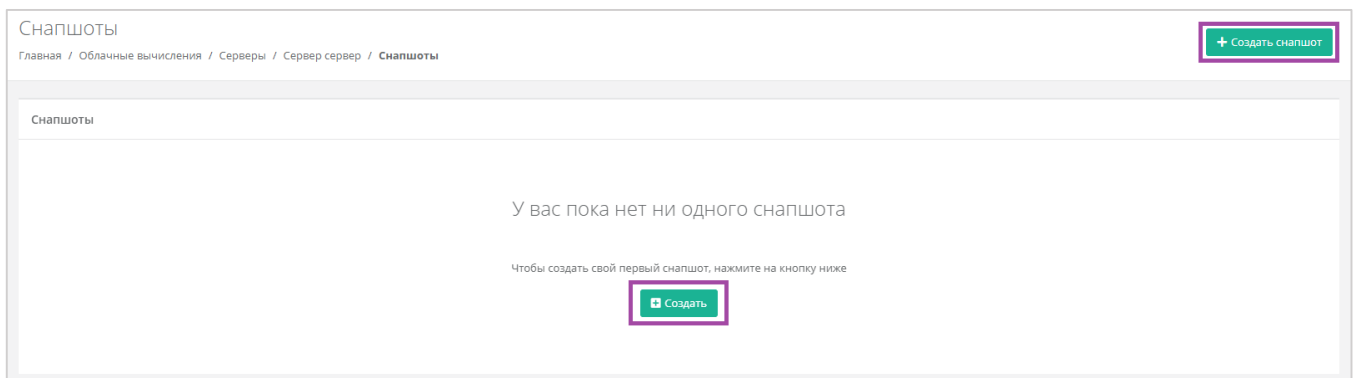 Снапшоты
Главная / Облачные вычисления / Серверы / Сервер сервер / Снапшоты
Создать снапшот
Снапшоты
У вас пока нет ни одного снапшота
Чтобы создать свой первый снапшот, нажмите на кнопку ниже
Создать